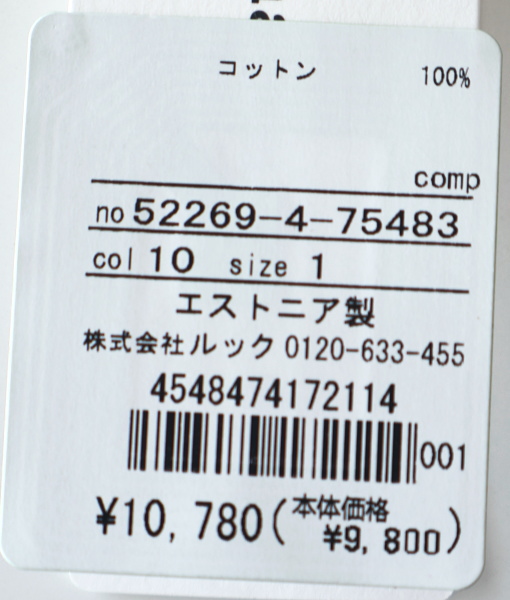 コットン 100%
comp
no 52269-4-75483
col 10 size 1
エストニア製
株式会社ルック 0120-633-455
4548474172114
001
¥10,780(本体価格 ¥9,800)